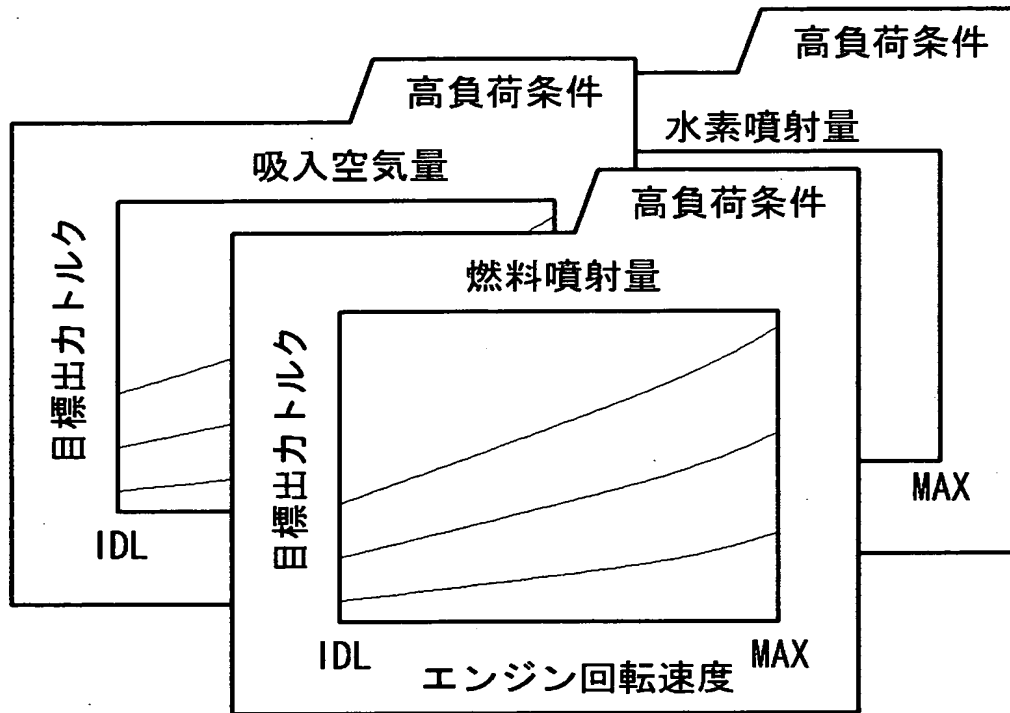 高負荷条件
水素噴射量
MAX
高負荷条件
吸入空気量
目標出力トルク
IDL
高負荷条件
燃料噴射量
目標出力トルク
IDL
MAX
エンジン回転速度